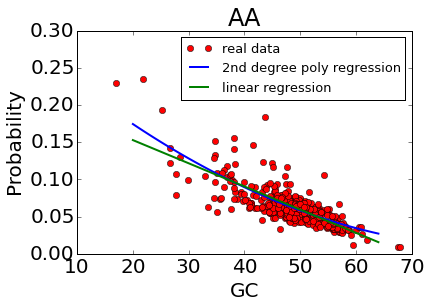 AA
0.30
0.25
0.20
0.15
0.10
0.05
0.00
Probability
real data
2nd degree poly regression
linear regression
10 20 30 40 50 60 70
GC